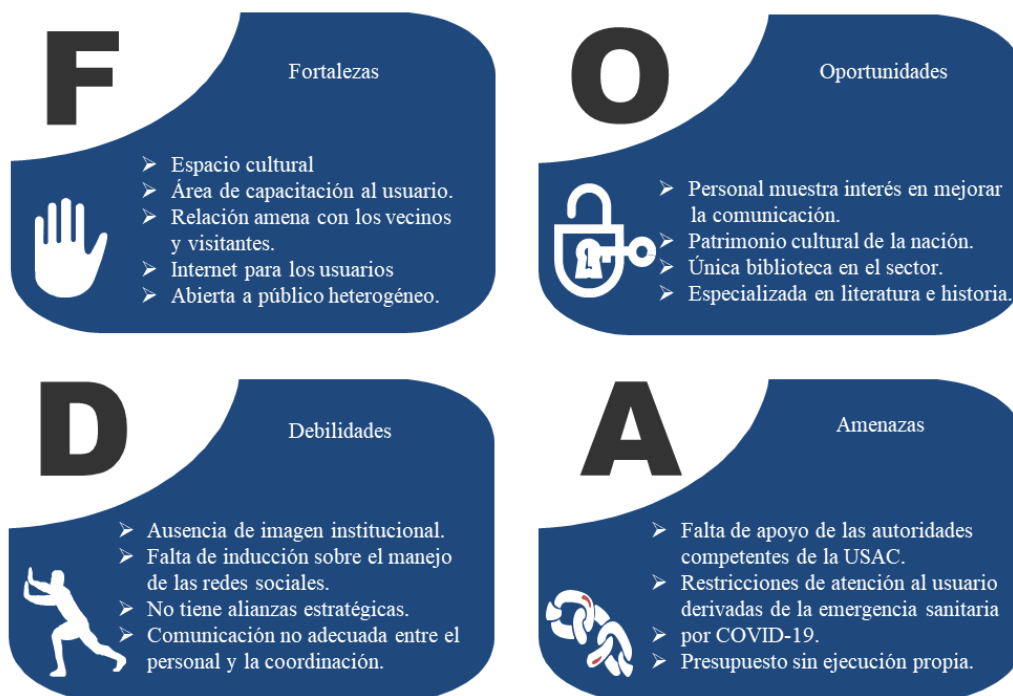 F
Fortalezas
➢ Espacio cultural
➢ Área de capacitación al usuario.
➢ Relación amena con los vecinos
y visitantes.
➢ Internet para los usuarios
➢ Abierta a público heterogéneo.
O
Oportunidades
➢ Personal muestra interés en mejorar
la comunicación.
➢ Patrimonio cultural de la nación.
➢ Única biblioteca en el sector.
➢ Especializada en literatura e historia.
D
Debilidades
➢ Ausencia de imagen institucional.
➢ Falta de inducción sobre el manejo
de las redes sociales.
➢ No tiene alianzas estratégicas.
➢ Comunicación no adecuada entre el
personal y la coordinación.
A
Amenazas
➢ Falta de apoyo de las autoridades
competentes de la USAC.
➢ Restricciones de atención al usuario
derivadas de la emergencia sanitaria
➢ por COVID-19.
➢ Presupuesto sin ejecución propia.